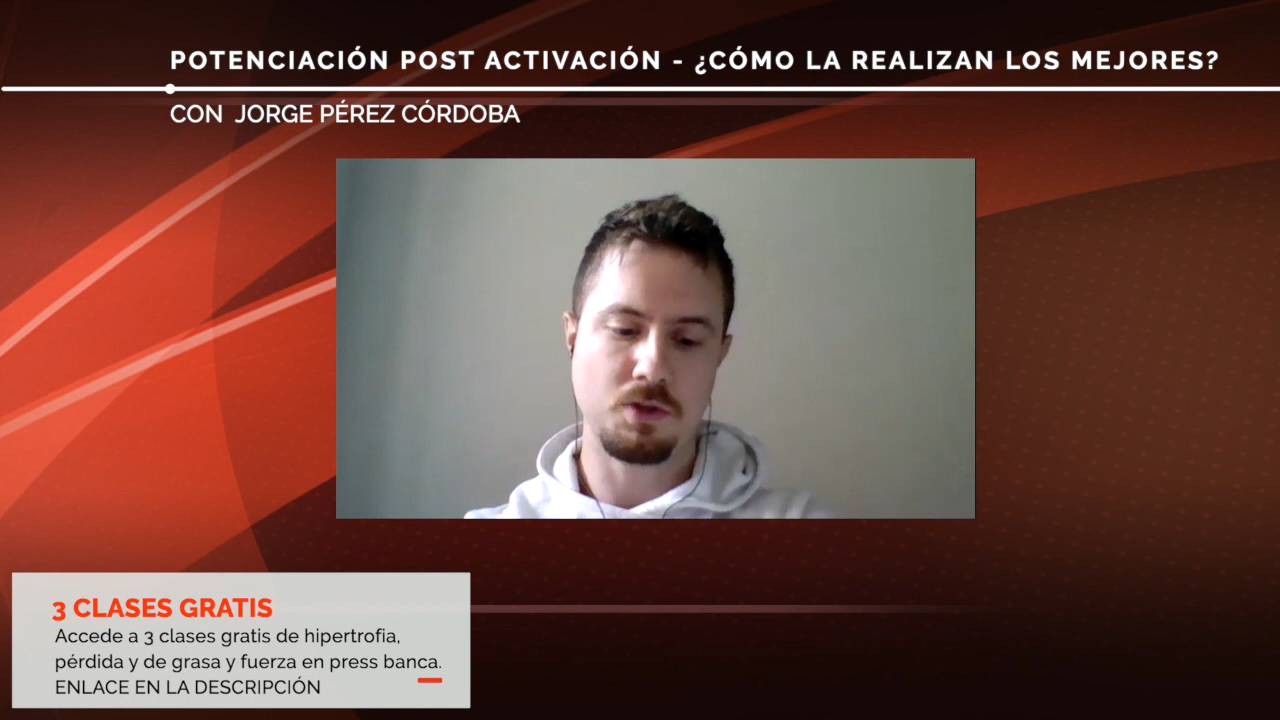 POTENCIACIÓN POST ACTIVACIÓN - ¿CÓMO LA REALIZAN LOS MEJORES?
CON JORGE PÉREZ CÓRDOBA
3 CLASES GRATIS
Accede a 3 clases gratis de hipertrofia,
pérdida y de grasa y fuerza en press banca.
ENLACE EN LA DESCRIPCIÓN